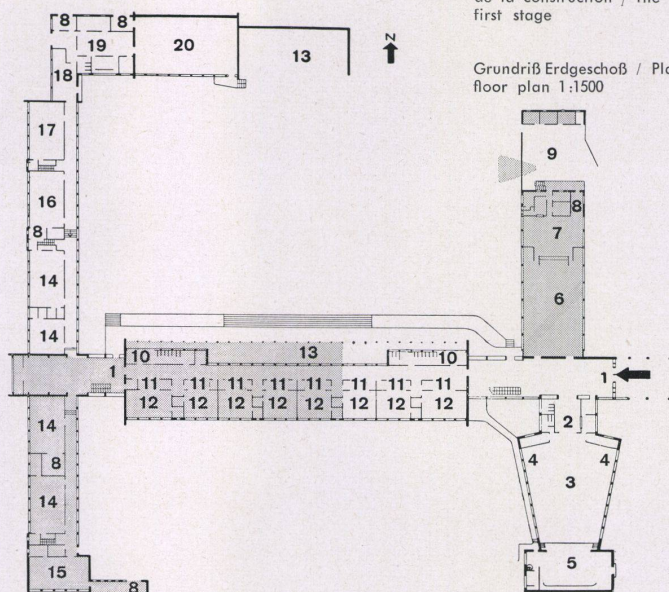 de la construction / The
first stage
Grundriß Erdgeschoß / Pla
floor plan 1:1500
8 8
19 20 13
N
18
17
9
16
8
8
7
14
6
14
10 13 10
1 1
11 11 11 11 11 11 11 11
12 12 12 12 12 12 12 12
14
2
4 4
8
3
14
5
15
8